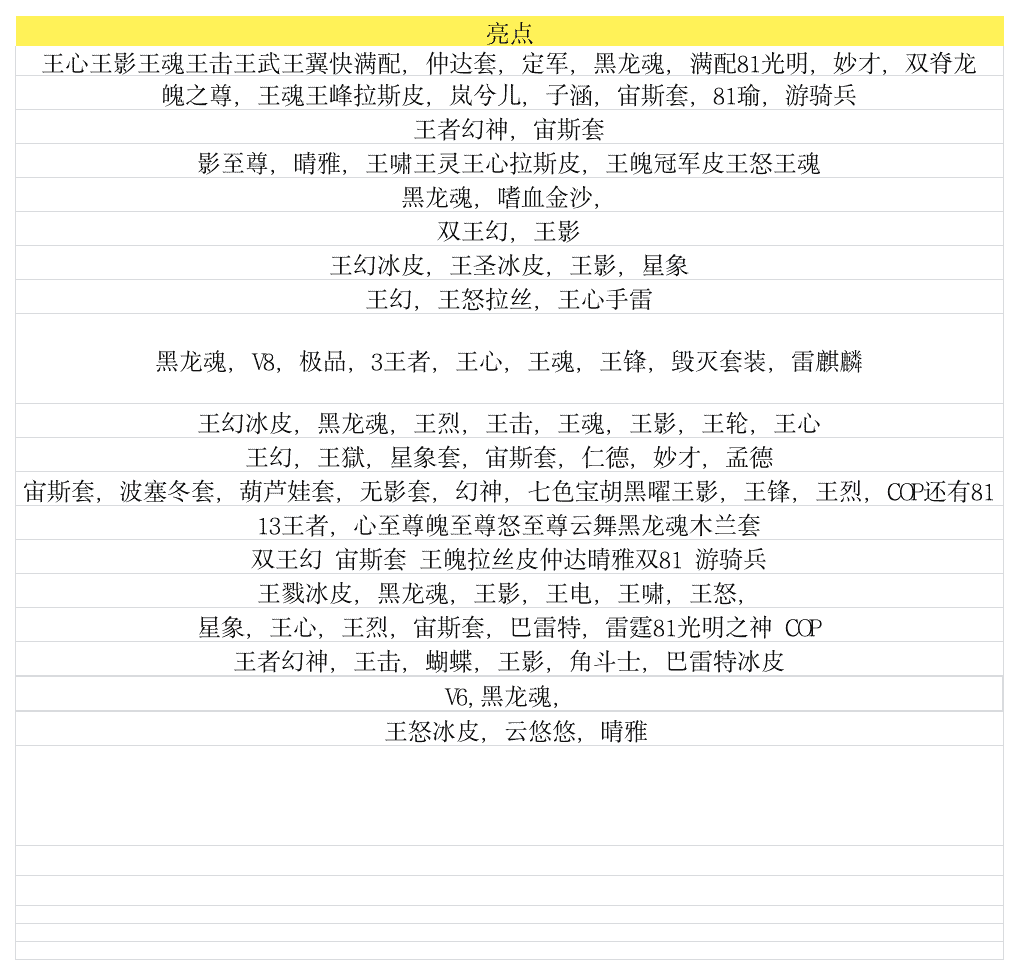 亮点
王心王影王魂王击王武王翼快满配, 仲达套, 定军, 黑龙魂, 满配81光明, 妙才, 双脊龙
魄之尊, 王魂王峰拉斯皮, 岚兮儿, 子涵, 宙斯套, 81瑜, 游骑兵
王者幻神, 宙斯套
影至尊, 晴雅, 王啸王灵王心拉斯皮, 王魄冠军皮王怒王魂
黑龙魂, 嗜血金沙,
双王幻, 王影
王幻冰皮, 王圣冰皮, 王影, 星象
王幻, 王怒拉丝, 王心手雷
黑龙魂, V8, 极品, 3王者, 王心, 王魂, 王锋, 毁灭套装, 雷麒麟
王幻冰皮, 黑龙魂, 王烈, 王击, 王魂, 王影, 王轮, 王心
王幻, 王獄, 星象套, 宙斯套, 仁德, 妙才, 孟德
宙斯套, 波塞冬套, 葫芦娃套, 无影套, 幻神, 七色宝胡黑曜王影, 王锋, 王烈, COP还有81
13王者, 心至尊魄至尊怒至尊云舞黑龙魂木兰套
双王幻 宙斯套 王魄拉丝皮仲达晴雅双81 游骑兵
王戮冰皮, 黑龙魂, 王影, 王电, 王啸, 王怒,
星象, 王心, 王烈, 宙斯套, 巴雷特, 雷霆81光明之神 COP
王者幻神, 王击, 蝴蝶, 王影, 角斗士, 巴雷特冰皮
V6, 黑龙魂,
王怒冰皮, 云悠悠, 晴雅